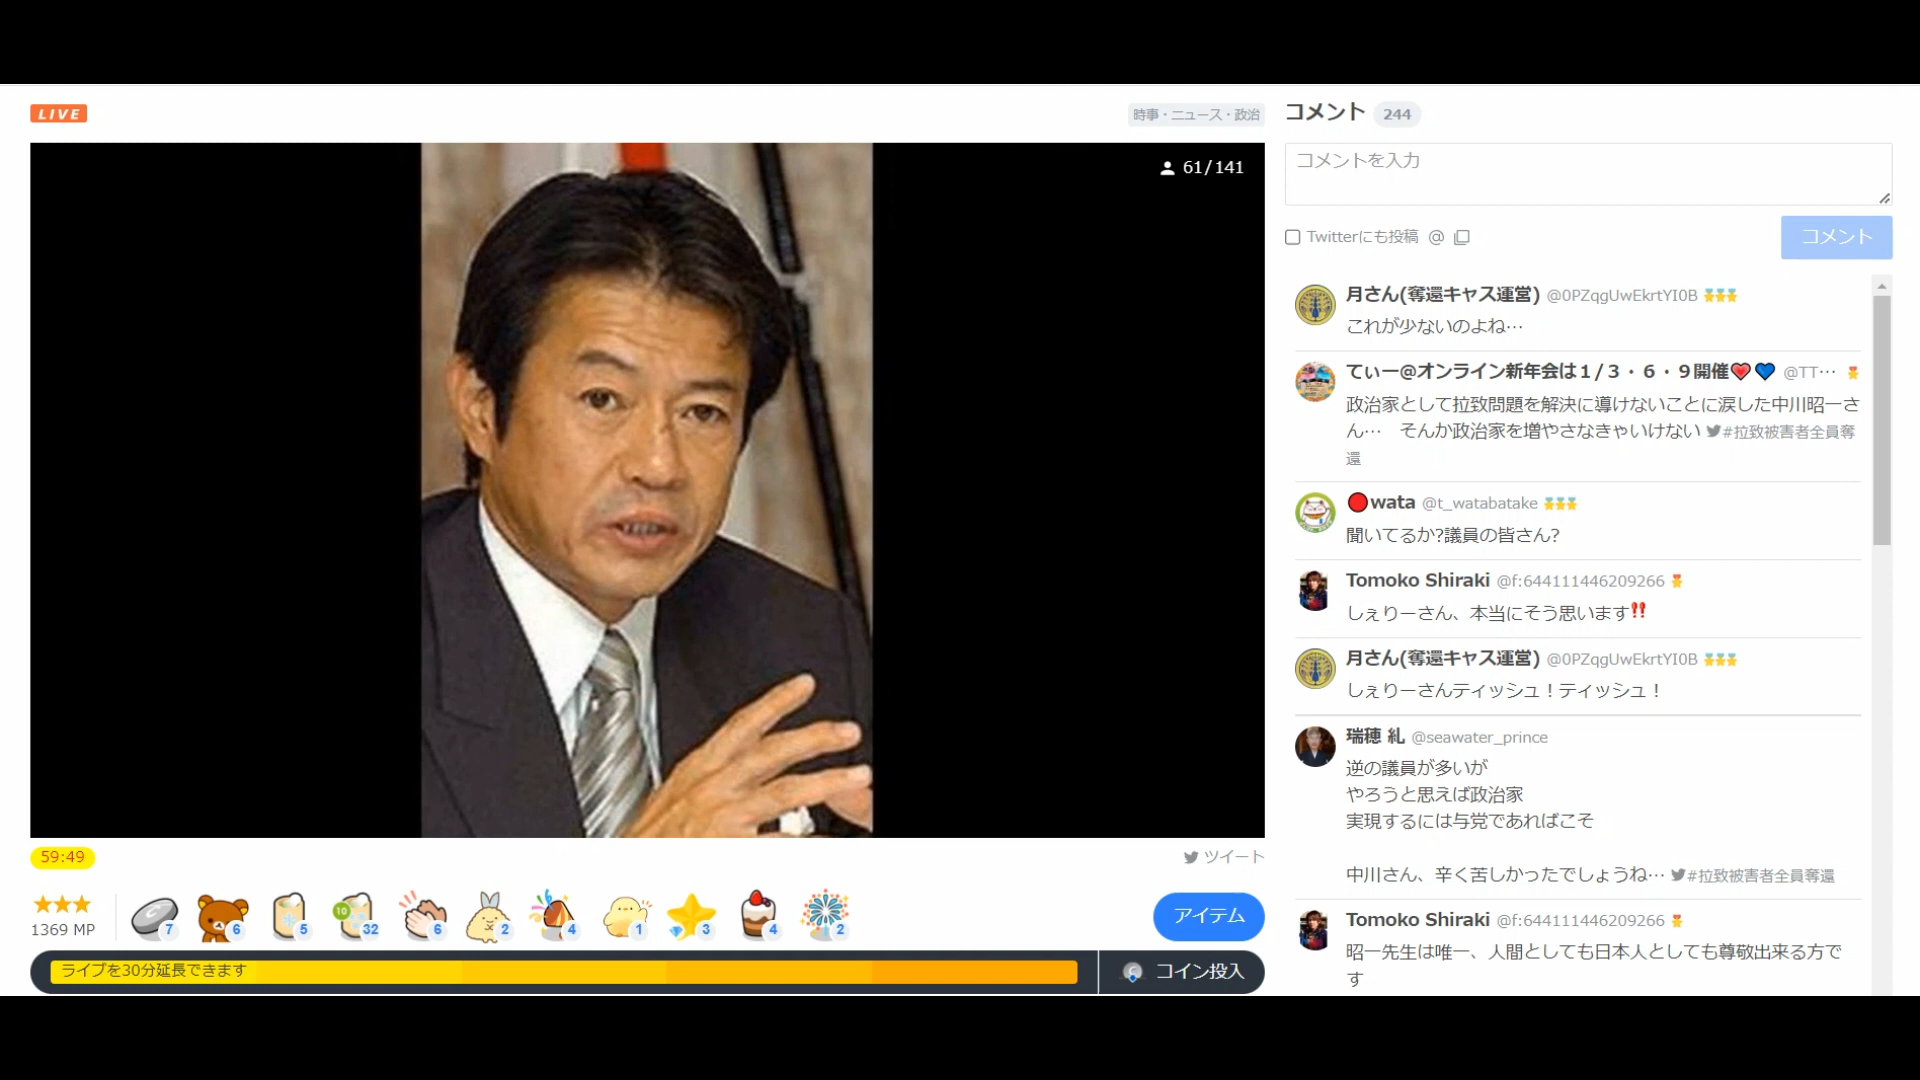 LIVE
時事・ニュース・政治
61/141
59:49
ツイート
1369 MP
7
6
5
10
32
6
2
4
1
3
4
2
アイテム
ライブを30分延長できます
コイン投入
コメント 244
コメントを入力
Twitterにも投稿 @
コメント
月さん(奪還キャス運営) @0PZqgUwEkrtYI0B
これが少ないのよね…
てぃー@オンライン新年会は１/３・６・９開催❤💙 @TT…
政治家として拉致問題を解決に導けないことに涙した中川昭一さ
ん… そんか政治家を増やさなきゃいけない #拉致被害者全員奪
還
🔴wata @t_watabatake
聞いてるか?議員の皆さん?
Tomoko Shiraki @f:644111446209266
しぇりーさん、本当にそう思います‼
月さん(奪還キャス運営) @0PZqgUwEkrtYI0B
しぇりーさんティッシュ！ティッシュ！
瑞穂 糺 @seawater_prince
逆の議員が多いが
やろうと思えば政治家
実現するには与党であればこそ
中川さん、辛く苦しかったでしょうね… #拉致被害者全員奪還
Tomoko Shiraki @f:644111446209266
昭一先生は唯一、人間としても日本人としても尊敬出来る方で
す